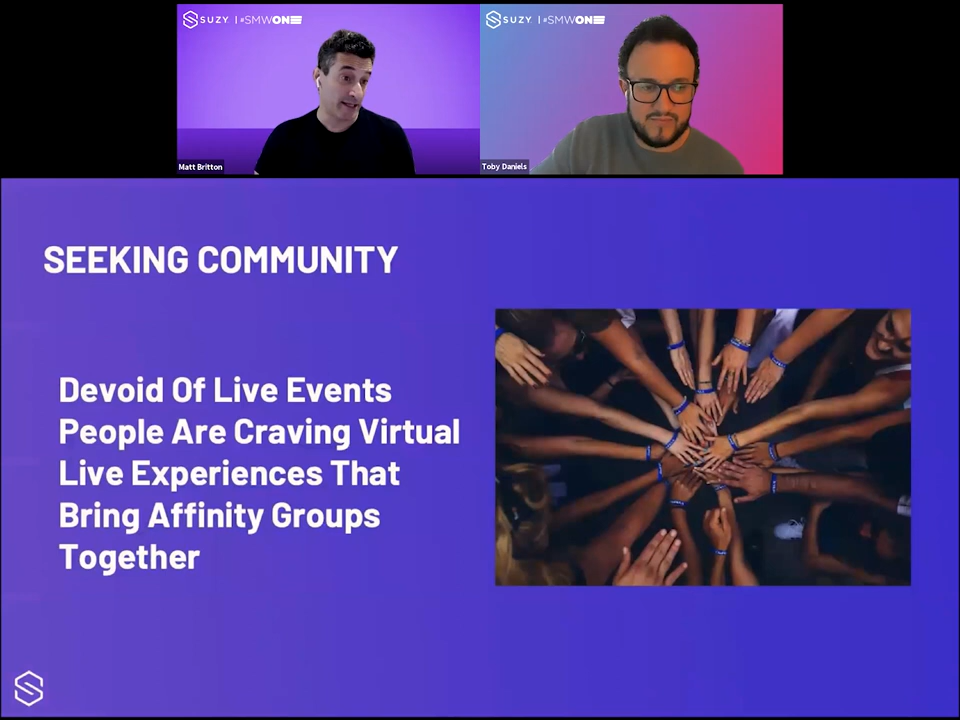 SUZY | #SMWONE
SUZY | #SMWONE
Matt Britton
Toby Daniels
SEEKING COMMUNITY
Devoid Of Live Events
People Are Craving Virtual
Live Experiences That
Bring Affinity Groups
Together